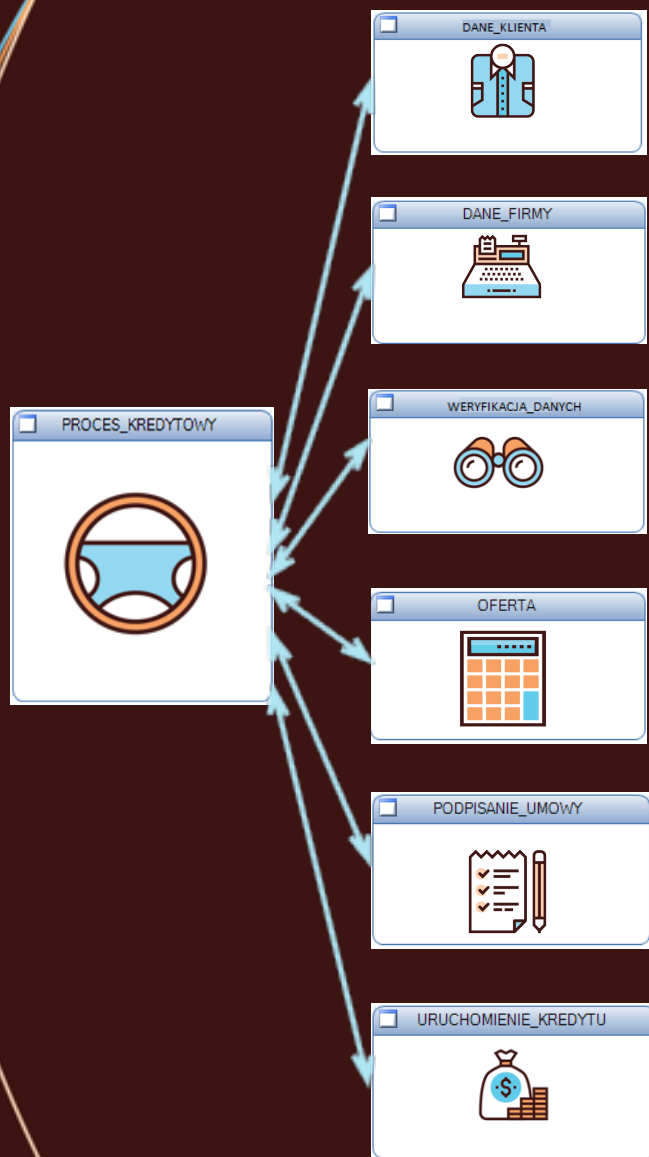 DANE_KLIENTA
DANE_FIRMY
WERYFIKACJA_DANYCH
PROCES_KREDYTOWY
OFERTA
PODPISANIE_UMOWY
URUCHOMIENIE_KREDYTU
$